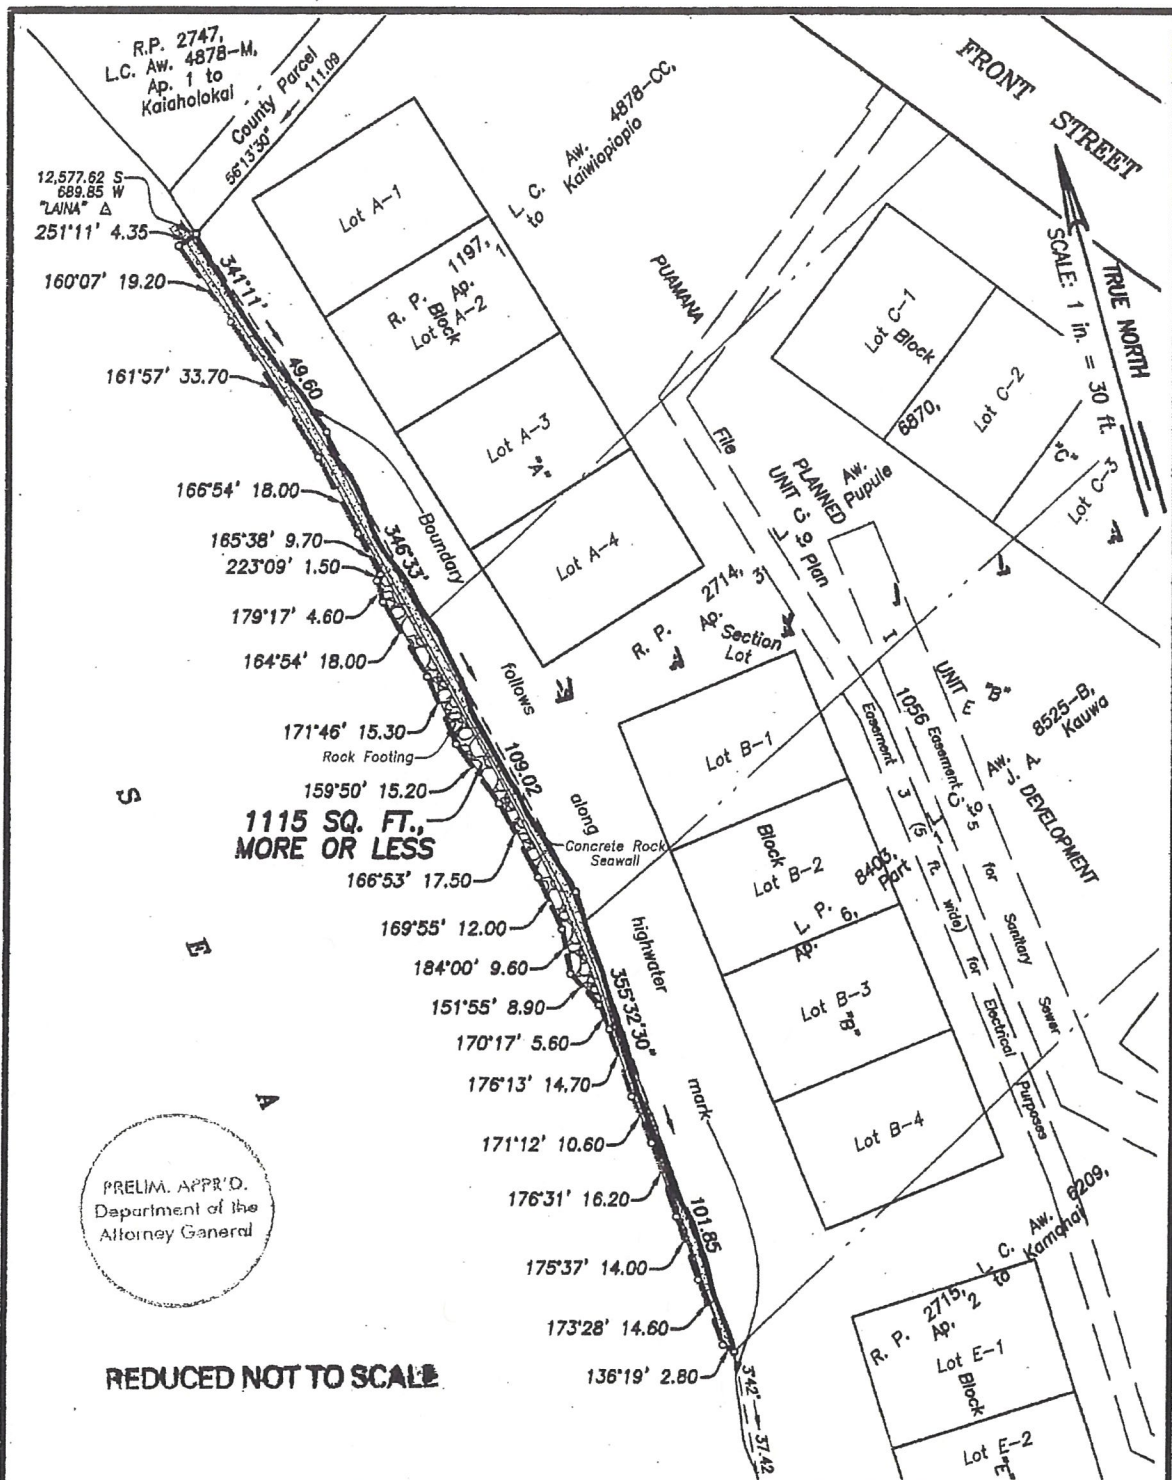 R.P. 2747,
L.C. Aw. 4878-M,
Ap. 1 to
Kaiaholokai
County Parcel
56°13'30" 111.09
12,577.62 S
689.85 W
"LAINA" △
251°11' 4.35
160°07' 19.20
161°57' 33.70
166°54' 18.00
165°38' 9.70
223°09' 1.50
179°17' 4.60
164°54' 18.00
171°46' 15.30
Rock Footing
159°50' 15.20
1115 SQ. FT.,
MORE OR LESS
166°53' 17.50
169°55' 12.00
184°00' 9.60
151°55' 8.90
170°17' 5.60
176°13' 14.70
171°12' 10.60
176°31' 16.20
175°37' 14.00
173°28' 14.60
136°19' 2.80
341°11' 49.60
346°33' 109.02
355°32'30" 101.85
3°42' 37.42
Boundary
follows
along
highwater
mark
Concrete Rock
Seawall
S E A
Lot A-1
R. P. 1197,
Ap. 1
Block
Lot A-2
Lot A-3
"A"
Lot A-4
L. C. Aw. 4878-CC,
to Kaiwiopiopio
FRONT
STREET
TRUE NORTH
SCALE: 1 in. = 30 ft.
PUAMANA
PLANNED
UNIT
DEVELOPMENT
File
Plan
1056
Lot C-1
Block
Lot C-2
"C"
Lot C-3
6870,
L. C. Aw.
to Pupule
R. P. 2714,
Ap. 3
Section
Lot
UNIT
"B"
Easement 3 (5 ft. wide) for Electrical Purposes
Easement 5 for Sanitary Sewer
8525-B,
Kauwa
Aw.
J. A.
Lot B-1
Block
Lot B-2
L. P. 8403,
Ap. 6, Part
Lot B-3
"B"
Lot B-4
L. C. Aw. 6209,
to Kamohai
R. P. 2715,
Ap. 2
Lot E-1
Block
Lot E-2
"E"
PRELIM. APPR'D.
Department of the
Attorney General
REDUCED NOT TO SCALE